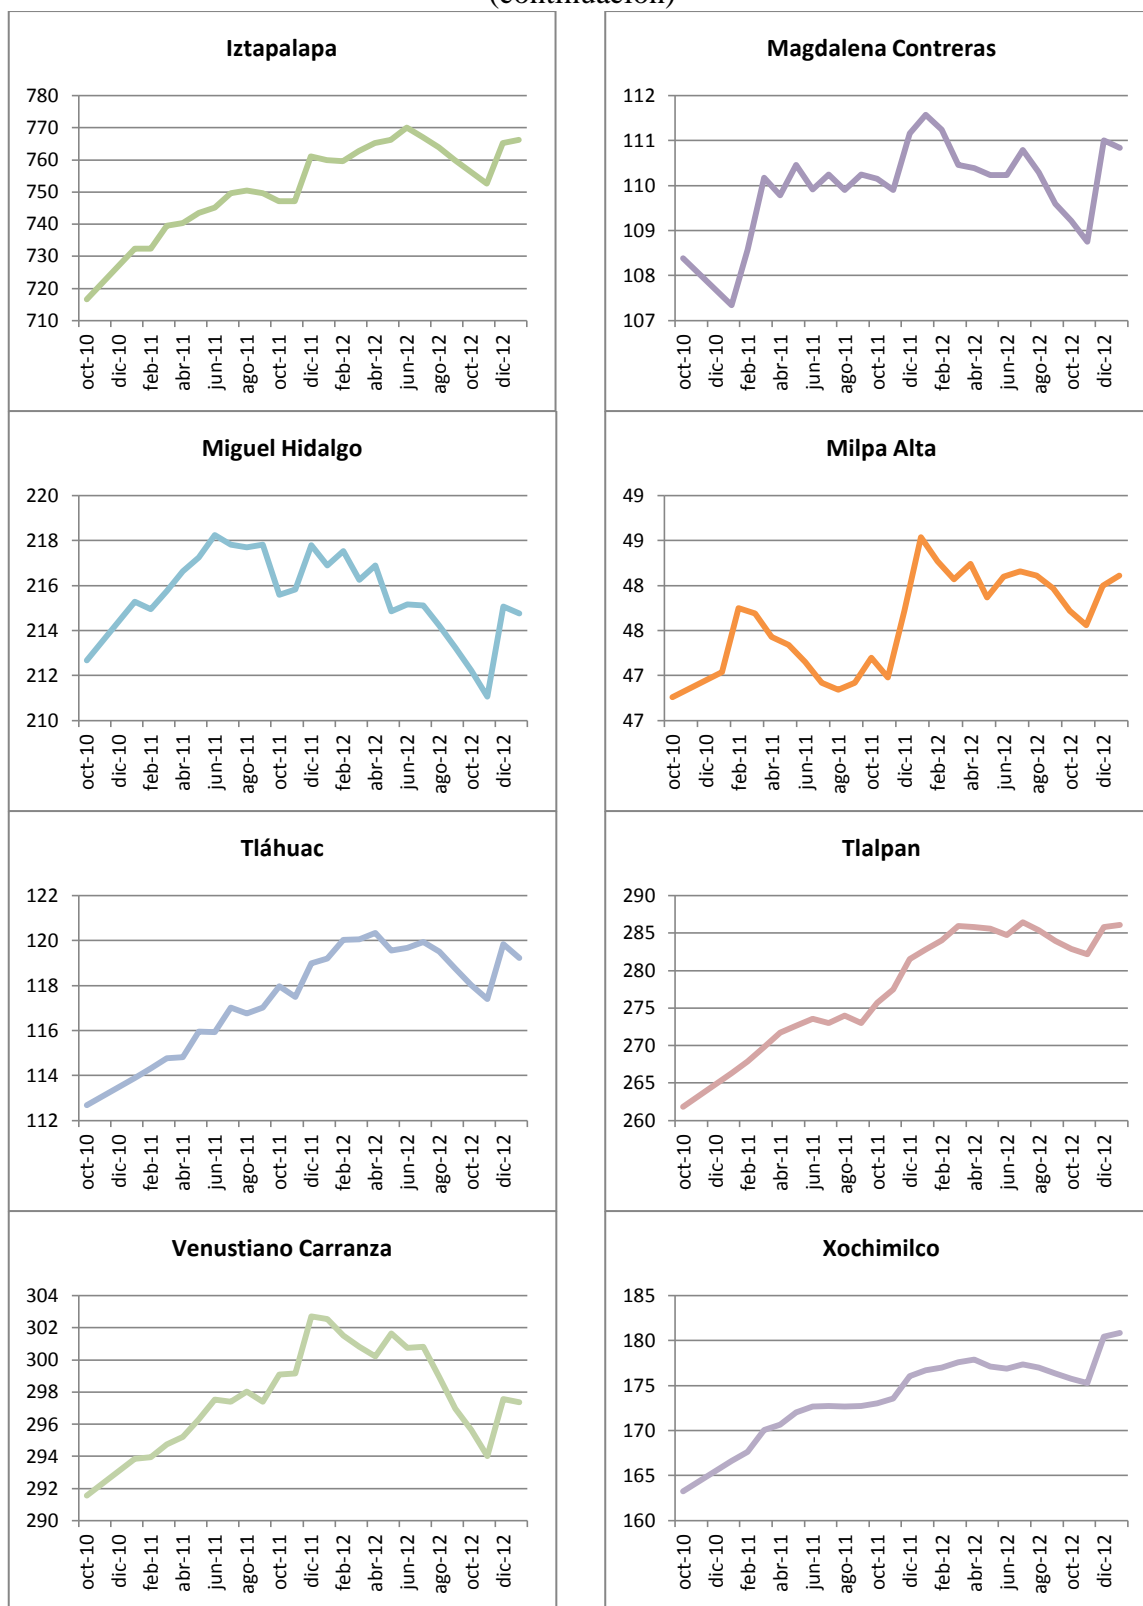 (continuación)
Iztapalapa
780
770
760
750
740
730
720
710
oct-10
dic-10
feb-11
abr-11
jun-11
ago-11
oct-11
dic-11
feb-12
abr-12
jun-12
ago-12
oct-12
dic-12
Magdalena Contreras
112
111
110
109
108
107
oct-10
dic-10
feb-11
abr-11
jun-11
ago-11
oct-11
dic-11
feb-12
abr-12
jun-12
ago-12
oct-12
dic-12
Miguel Hidalgo
220
218
216
214
212
210
oct-10
dic-10
feb-11
abr-11
jun-11
ago-11
oct-11
dic-11
feb-12
abr-12
jun-12
ago-12
oct-12
dic-12
Milpa Alta
49
49
48
48
47
47
oct-10
dic-10
feb-11
abr-11
jun-11
ago-11
oct-11
dic-11
feb-12
abr-12
jun-12
ago-12
oct-12
dic-12
Tláhuac
122
120
118
116
114
112
oct-10
dic-10
feb-11
abr-11
jun-11
ago-11
oct-11
dic-11
feb-12
abr-12
jun-12
ago-12
oct-12
dic-12
Tlalpan
290
285
280
275
270
265
260
oct-10
dic-10
feb-11
abr-11
jun-11
ago-11
oct-11
dic-11
feb-12
abr-12
jun-12
ago-12
oct-12
dic-12
Venustiano Carranza
304
302
300
298
296
294
292
290
oct-10
dic-10
feb-11
abr-11
jun-11
ago-11
oct-11
dic-11
feb-12
abr-12
jun-12
ago-12
oct-12
dic-12
Xochimilco
185
180
175
170
165
160
oct-10
dic-10
feb-11
abr-11
jun-11
ago-11
oct-11
dic-11
feb-12
abr-12
jun-12
ago-12
oct-12
dic-12